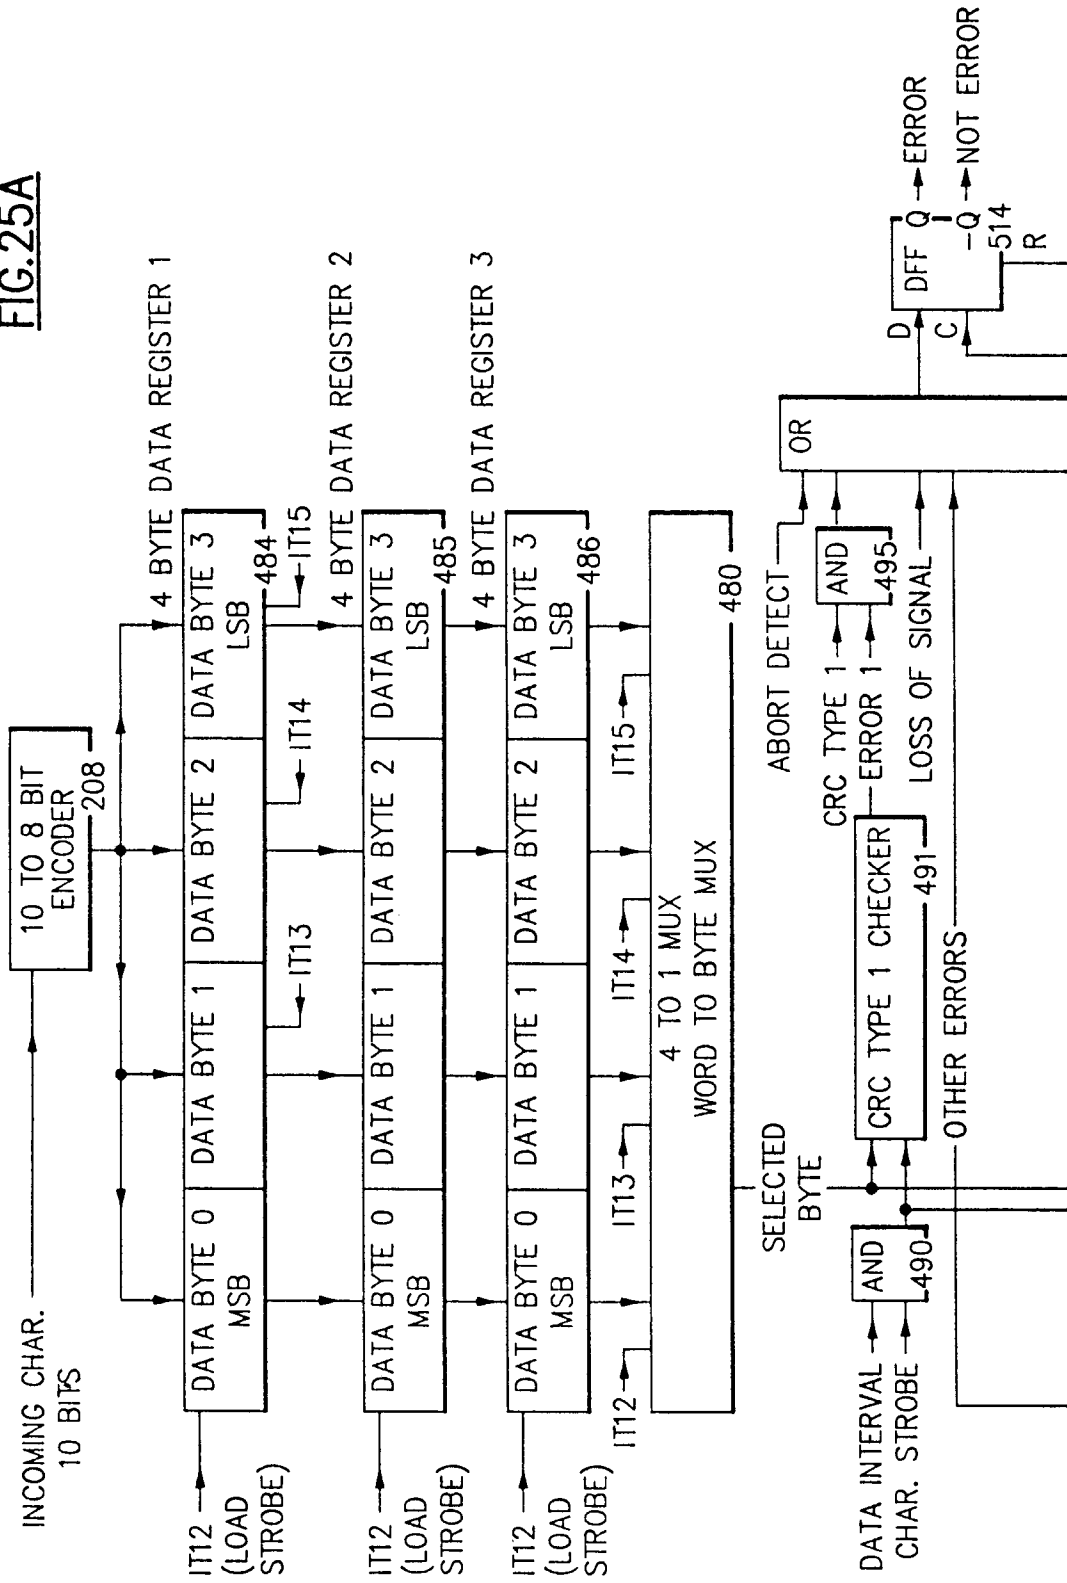 FIG.25A
INCOMING CHAR.
10 BITS
10 TO 8 BIT
ENCODER
208
4 BYTE DATA REGISTER 1
IT12
(LOAD
STROBE)
DATA BYTE 0
MSB
DATA BYTE 1
DATA BYTE 2
DATA BYTE 3
LSB
484
IT13
IT14
IT15
4 BYTE DATA REGISTER 2
IT12
(LOAD
STROBE)
DATA BYTE 0
MSB
DATA BYTE 1
DATA BYTE 2
DATA BYTE 3
LSB
485
4 BYTE DATA REGISTER 3
IT12
(LOAD
STROBE)
DATA BYTE 0
MSB
DATA BYTE 1
DATA BYTE 2
DATA BYTE 3
LSB
486
IT12
IT13
IT14
IT15
4 TO 1 MUX
WORD TO BYTE MUX
480
SELECTED
BYTE
DATA INTERVAL
CHAR. STROBE
AND
490
CRC TYPE 1 CHECKER
491
OTHER ERRORS
ABORT DETECT
CRC TYPE 1
ERROR 1
AND
495
LOSS OF SIGNAL
OR
D
C
DFF
Q
-Q
514
R
ERROR
NOT ERROR